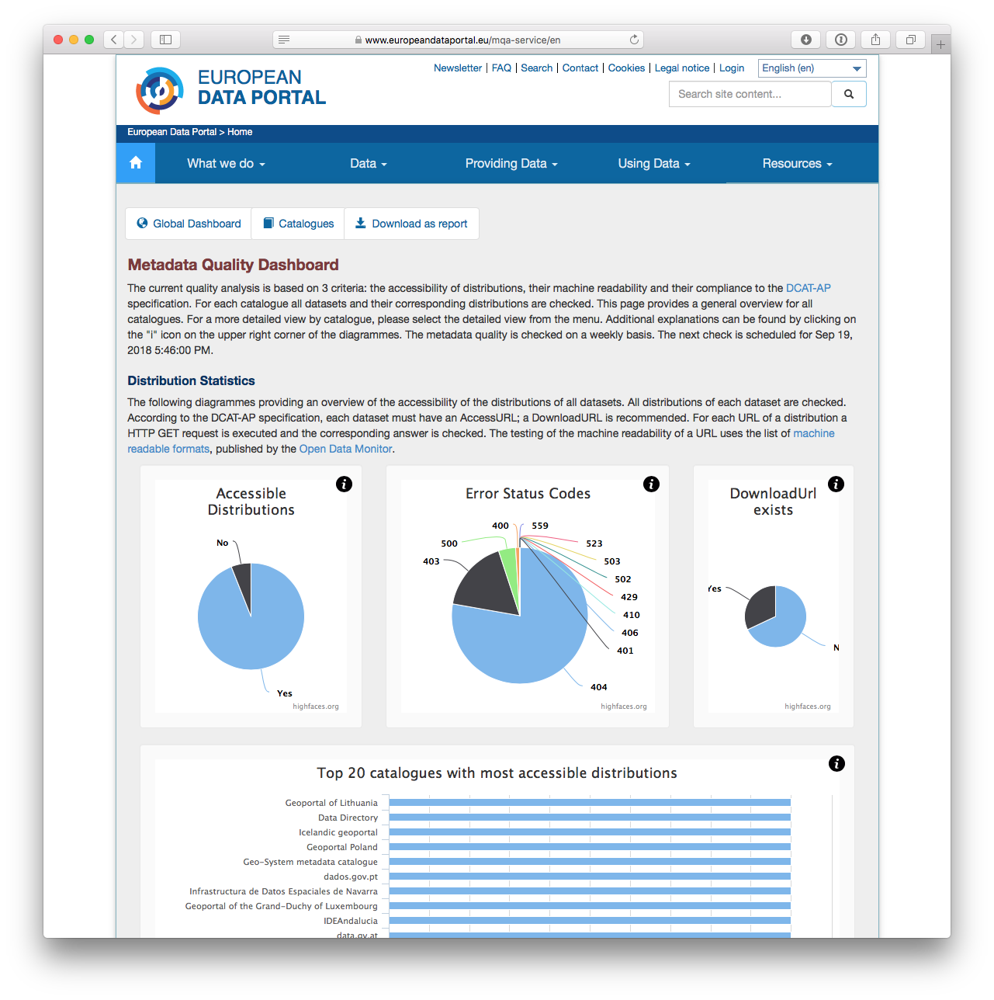 www.europeandataportal.eu/mqa-service/en
Newsletter | FAQ | Search | Contact | Cookies | Legal notice | Login
English (en)
EUROPEAN
DATA PORTAL
Search site content...
European Data Portal > Home
What we do
Data
Providing Data
Using Data
Resources
Global Dashboard
Catalogues
Download as report
Metadata Quality Dashboard
The current quality analysis is based on 3 criteria: the accessibility of distributions, their machine readability and their compliance to the DCAT-AP
specification. For each catalogue all datasets and their corresponding distributions are checked. This page provides a general overview for all
catalogues. For a more detailed view by catalogue, please select the detailed view from the menu. Additional explanations can be found by clicking on
the "i" icon on the upper right corner of the diagrammes. The metadata quality is checked on a weekly basis. The next check is scheduled for Sep 19,
2018 5:46:00 PM.
Distribution Statistics
The following diagrammes providing an overview of the accessibility of the distributions of all datasets. All distributions of each dataset are checked.
According to the DCAT-AP specification, each dataset must have an AccessURL; a DownloadURL is recommended. For each URL of a distribution a
HTTP GET request is executed and the corresponding answer is checked. The testing of the machine readability of a URL uses the list of machine
readable formats, published by the Open Data Monitor.
Accessible
Distributions
No
Yes
highfaces.org
Error Status Codes
400
559
500
523
403
503
502
429
410
406
401
404
highfaces.org
DownloadUrl
exists
Yes
N
highfaces.org
Top 20 catalogues with most accessible distributions
Geoportal of Lithuania
Data Directory
Icelandic geoportal
Geoportal Poland
Geo-System metadata catalogue
dados.gov.pt
Infrastructura de Datos Espaciales de Navarra
Geoportal of the Grand-Duchy of Luxembourg
IDEAndalucia
data.gv.at